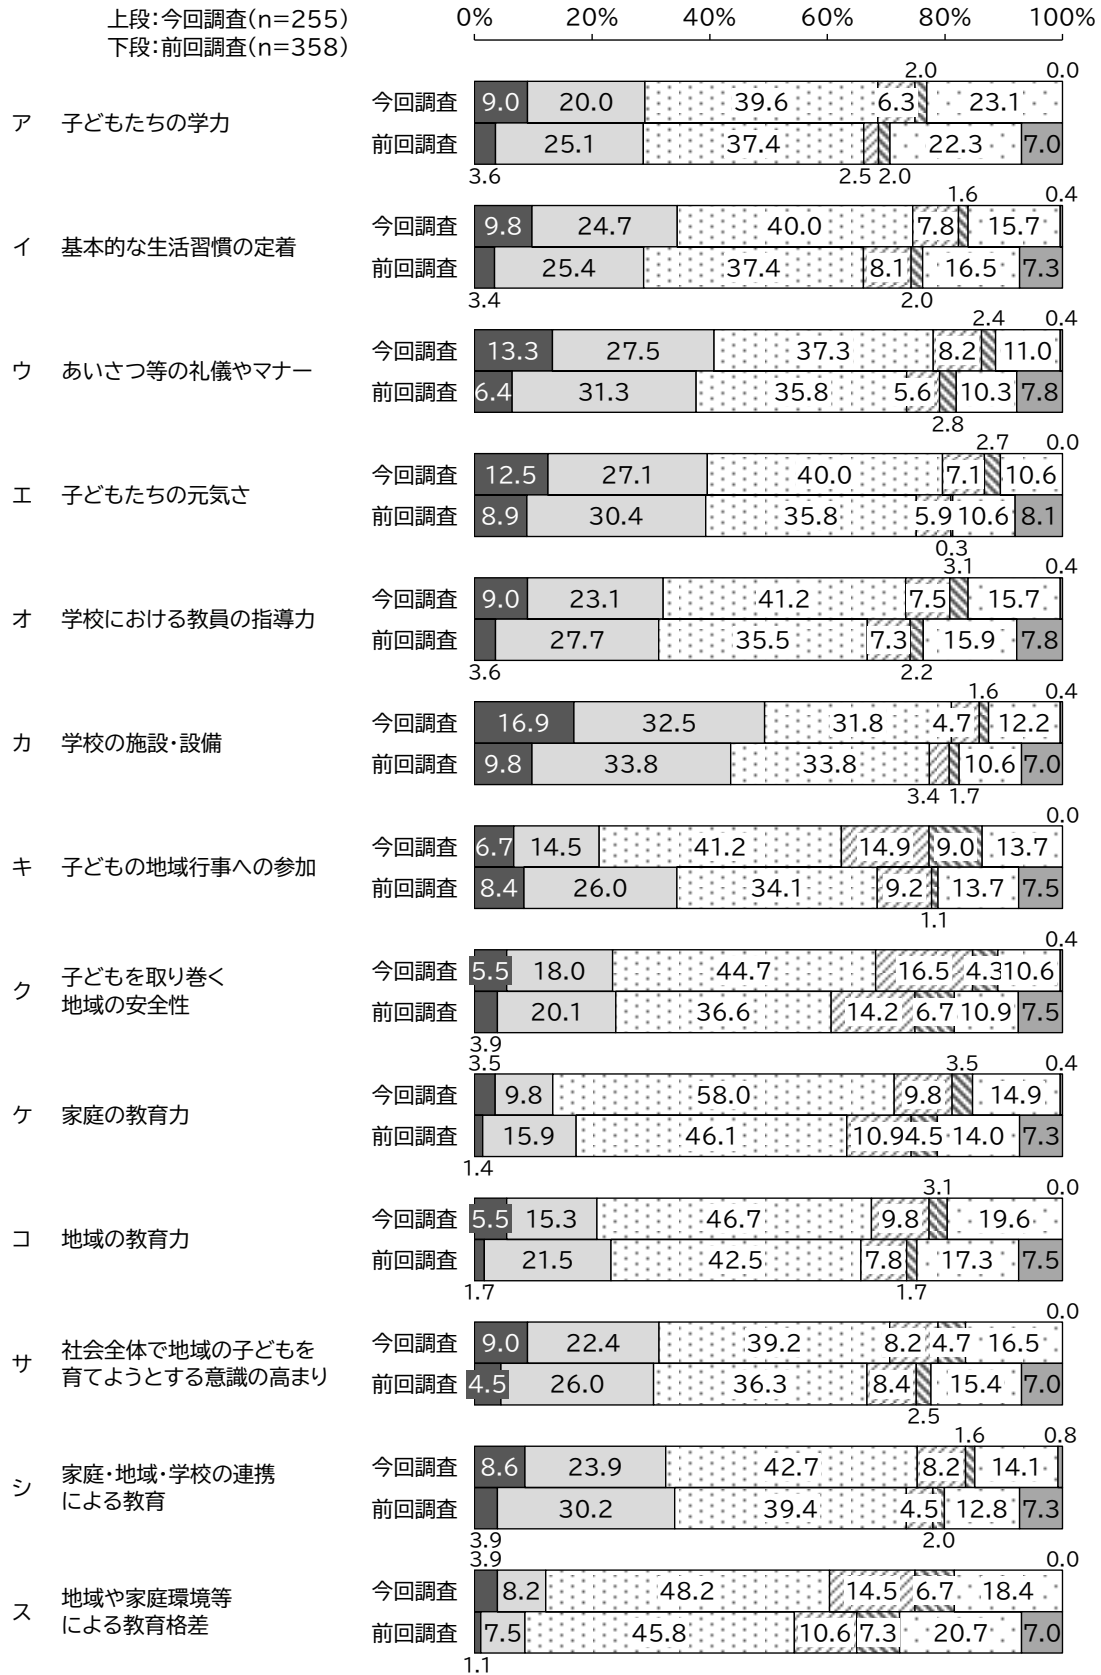 上段：今回調査(n=255)
下段：前回調査(n=358)
0% 20% 40% 60% 80% 100%
2.0 0.0
ア 子どもたちの学力
今回調査 9.0 20.0 39.6 6.3 23.1
前回調査 25.1 37.4 22.3 7.0
3.6 2.5 2.0
1.6 0.4
イ 基本的な生活習慣の定着
今回調査 9.8 24.7 40.0 7.8 15.7
前回調査 25.4 37.4 8.1 16.5 7.3
3.4 2.0
2.4 0.4
ウ あいさつ等の礼儀やマナー
今回調査 13.3 27.5 37.3 8.2 11.0
前回調査 6.4 31.3 35.8 5.6 10.3 7.8
2.8
2.7 0.0
エ 子どもたちの元気さ
今回調査 12.5 27.1 40.0 7.1 10.6
前回調査 8.9 30.4 35.8 5.9 10.6 8.1
0.3
3.1 0.4
オ 学校における教員の指導力
今回調査 9.0 23.1 41.2 7.5 15.7
前回調査 27.7 35.5 7.3 15.9 7.8
3.6 2.2
1.6 0.4
カ 学校の施設・設備
今回調査 16.9 32.5 31.8 4.7 12.2
前回調査 9.8 33.8 33.8 10.6 7.0
3.4 1.7
0.0
キ 子どもの地域行事への参加
今回調査 6.7 14.5 41.2 14.9 9.0 13.7
前回調査 8.4 26.0 34.1 9.2 13.7 7.5
1.1
0.4
ク 子どもを取り巻く
地域の安全性
今回調査 5.5 18.0 44.7 16.5 4.3 10.6
前回調査 20.1 36.6 14.2 6.7 10.9 7.5
3.9
3.5 3.5 0.4
ケ 家庭の教育力
今回調査 9.8 58.0 9.8 14.9
前回調査 15.9 46.1 10.9 4.5 14.0 7.3
1.4
3.1 0.0
コ 地域の教育力
今回調査 5.5 15.3 46.7 9.8 19.6
前回調査 21.5 42.5 7.8 17.3 7.5
1.7 1.7
0.0
サ 社会全体で地域の子どもを
育てようとする意識の高まり
今回調査 9.0 22.4 39.2 8.2 4.7 16.5
前回調査 4.5 26.0 36.3 8.4 15.4 7.0
2.5
1.6 0.8
シ 家庭・地域・学校の連携
による教育
今回調査 8.6 23.9 42.7 8.2 14.1
前回調査 30.2 39.4 4.5 12.8 7.3
3.9 2.0
3.9 0.0
ス 地域や家庭環境等
による教育格差
今回調査 8.2 48.2 14.5 6.7 18.4
前回調査 7.5 45.8 10.6 7.3 20.7 7.0
1.1